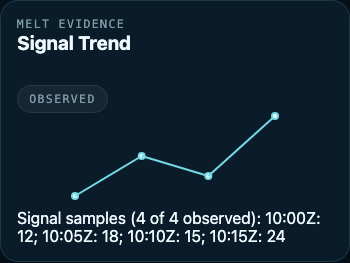 MELT EVIDENCE
Signal Trend
OBSERVED
Signal samples (4 of 4 observed): 10:00Z:
12; 10:05Z: 18; 10:10Z: 15; 10:15Z: 24